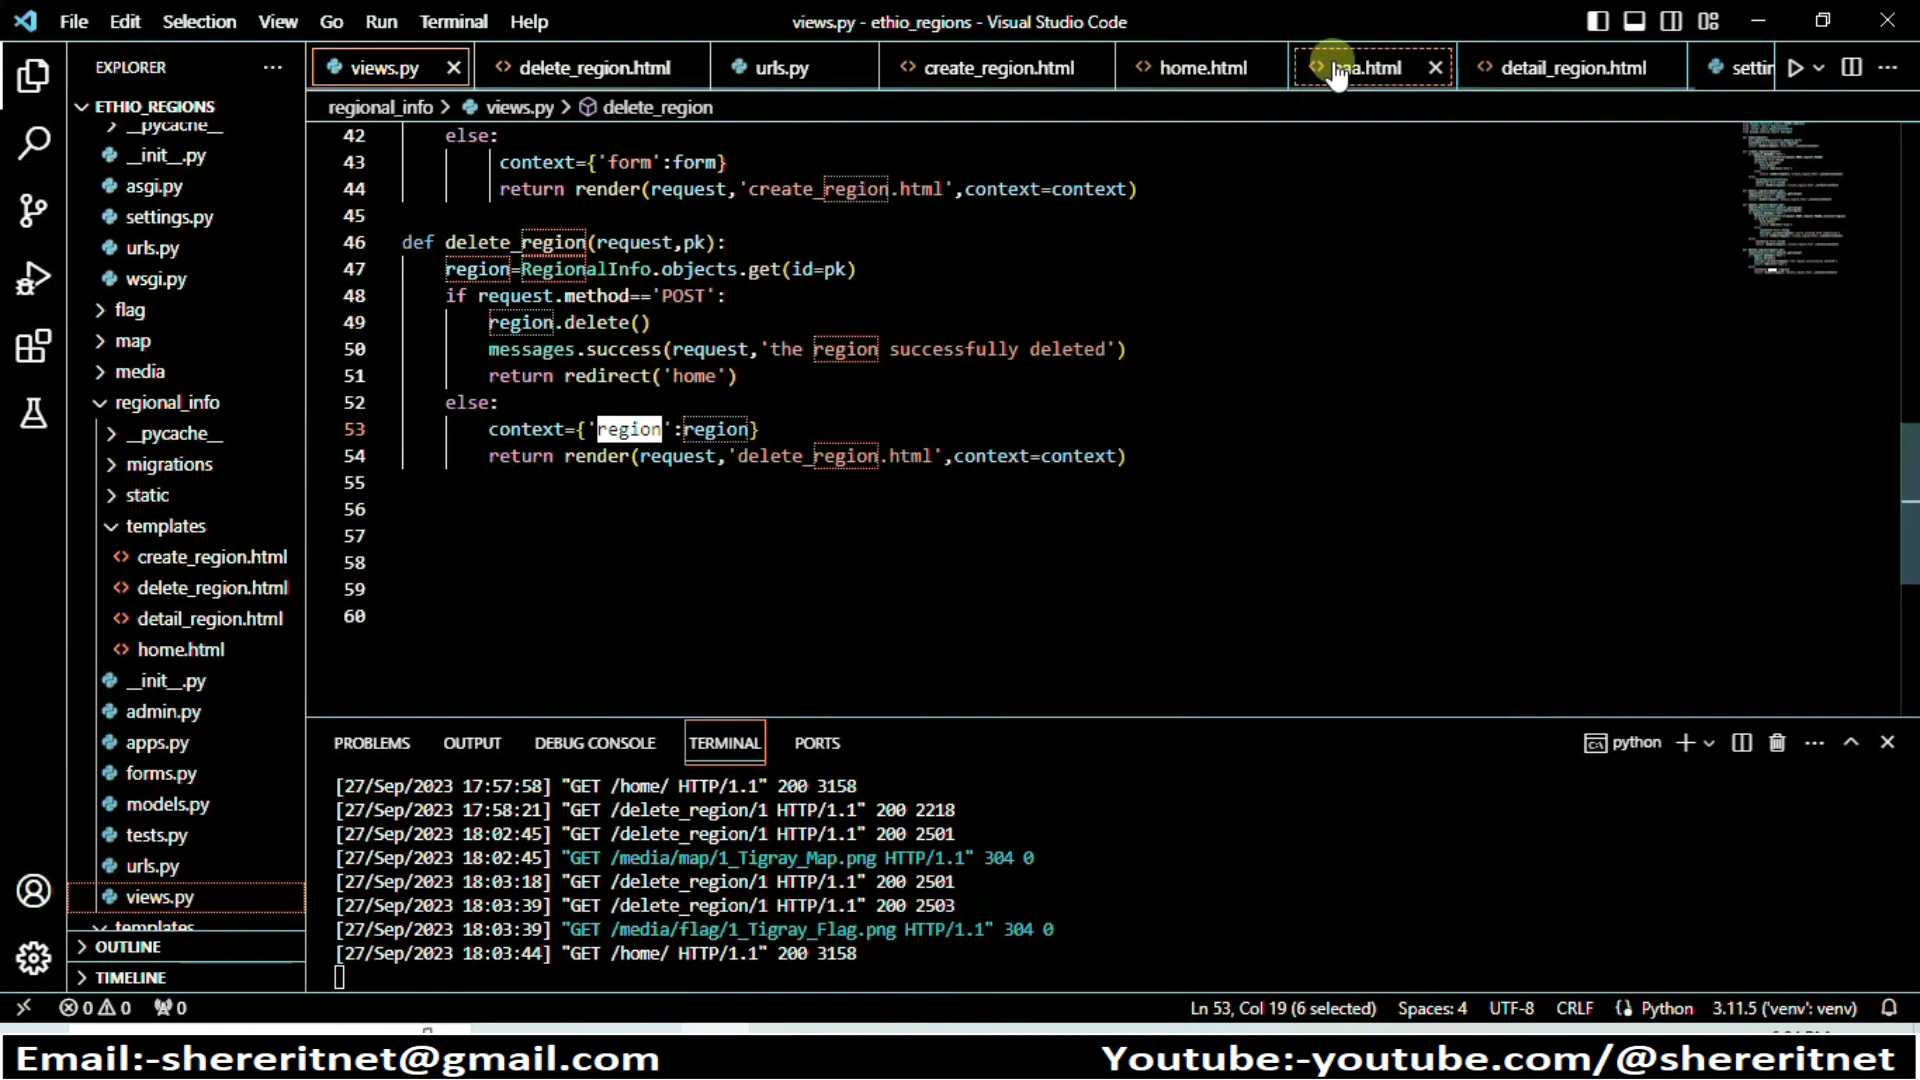 File Edit Selection View Go Run Terminal Help
views.py - ethio_regions - Visual Studio Code
EXPLORER
views.py delete_region.html urls.py create_region.html home.html aa.html detail_region.html settin
ETHIO_REGIONS
regional_info > views.py > delete_region
__pycache__
__init__.py
asgi.py
settings.py
urls.py
wsgi.py
flag
map
media
regional_info
__pycache__
migrations
static
templates
create_region.html
delete_region.html
detail_region.html
home.html
__init__.py
admin.py
apps.py
forms.py
models.py
tests.py
urls.py
views.py
templates
OUTLINE
TIMELINE
42 else:
43 context={'form':form}
44 return render(request,'create_region.html',context=context)
45
46 def delete_region(request,pk):
47 region=RegionalInfo.objects.get(id=pk)
48 if request.method=='POST':
49 region.delete()
50 messages.success(request,'the region successfully deleted')
51 return redirect('home')
52 else:
53 context={'region':region}
54 return render(request,'delete_region.html',context=context)
55
56
57
58
59
60
PROBLEMS OUTPUT DEBUG CONSOLE TERMINAL PORTS
python
[27/Sep/2023 17:57:58] "GET /home/ HTTP/1.1" 200 3158
[27/Sep/2023 17:58:21] "GET /delete_region/1 HTTP/1.1" 200 2218
[27/Sep/2023 18:02:45] "GET /delete_region/1 HTTP/1.1" 200 2501
[27/Sep/2023 18:02:45] "GET /media/map/1_Tigray_Map.png HTTP/1.1" 304 0
[27/Sep/2023 18:03:18] "GET /delete_region/1 HTTP/1.1" 200 2501
[27/Sep/2023 18:03:39] "GET /delete_region/1 HTTP/1.1" 200 2503
[27/Sep/2023 18:03:39] "GET /media/flag/1_Tigray_Flag.png HTTP/1.1" 304 0
[27/Sep/2023 18:03:44] "GET /home/ HTTP/1.1" 200 3158
0 0 0
Ln 53, Col 19 (6 selected) Spaces: 4 UTF-8 CRLF Python 3.11.5 ('venv': venv)
Email:-shereritnet@gmail.com
Youtube:-youtube.com/@shereritnet